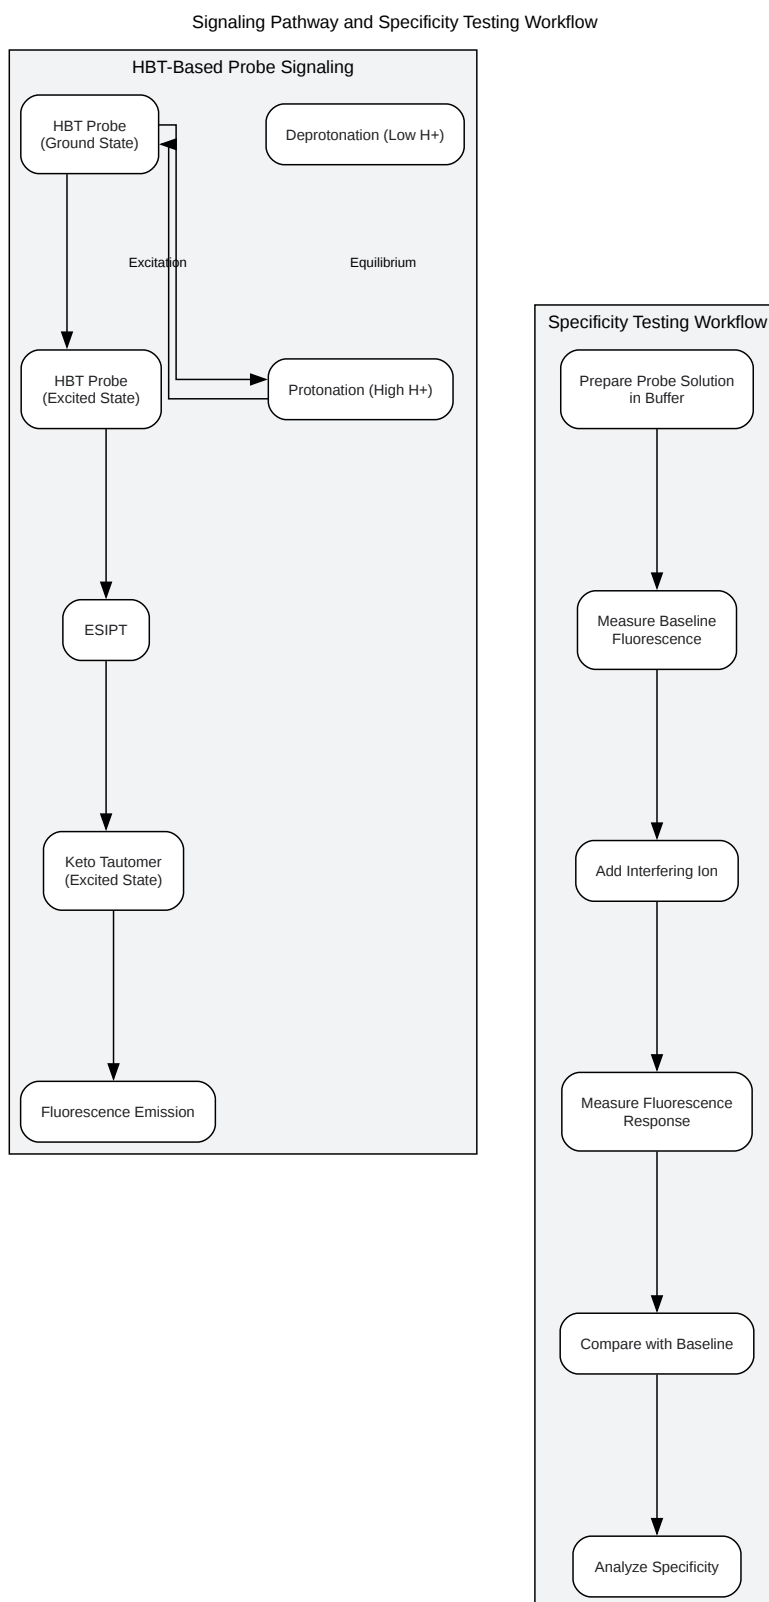 Signaling Pathway and Specificity Testing Workflow
HBT-Based Probe Signaling
HBT Probe
(Ground State)
Deprotonation (Low H+)
Excitation
Equilibrium
HBT Probe
(Excited State)
Protonation (High H+)
ESIPT
Keto Tautomer
(Excited State)
Fluorescence Emission
Specificity Testing Workflow
Prepare Probe Solution
in Buffer
Measure Baseline
Fluorescence
Add Interfering Ion
Measure Fluorescence
Response
Compare with Baseline
Analyze Specificity